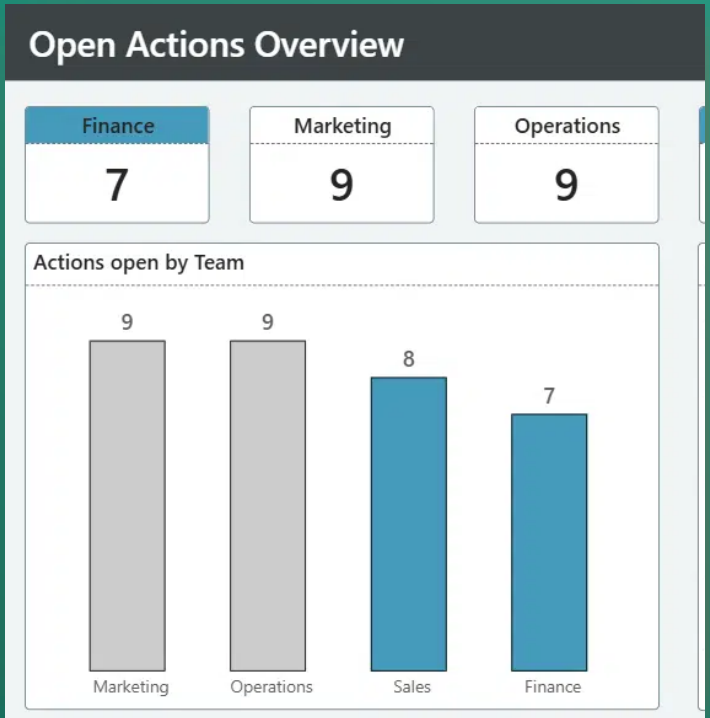 Open Actions Overview
Finance Marketing Operations
7 9 9
Actions open by Team
9 9
8
7
Marketing Operations Sales Finance